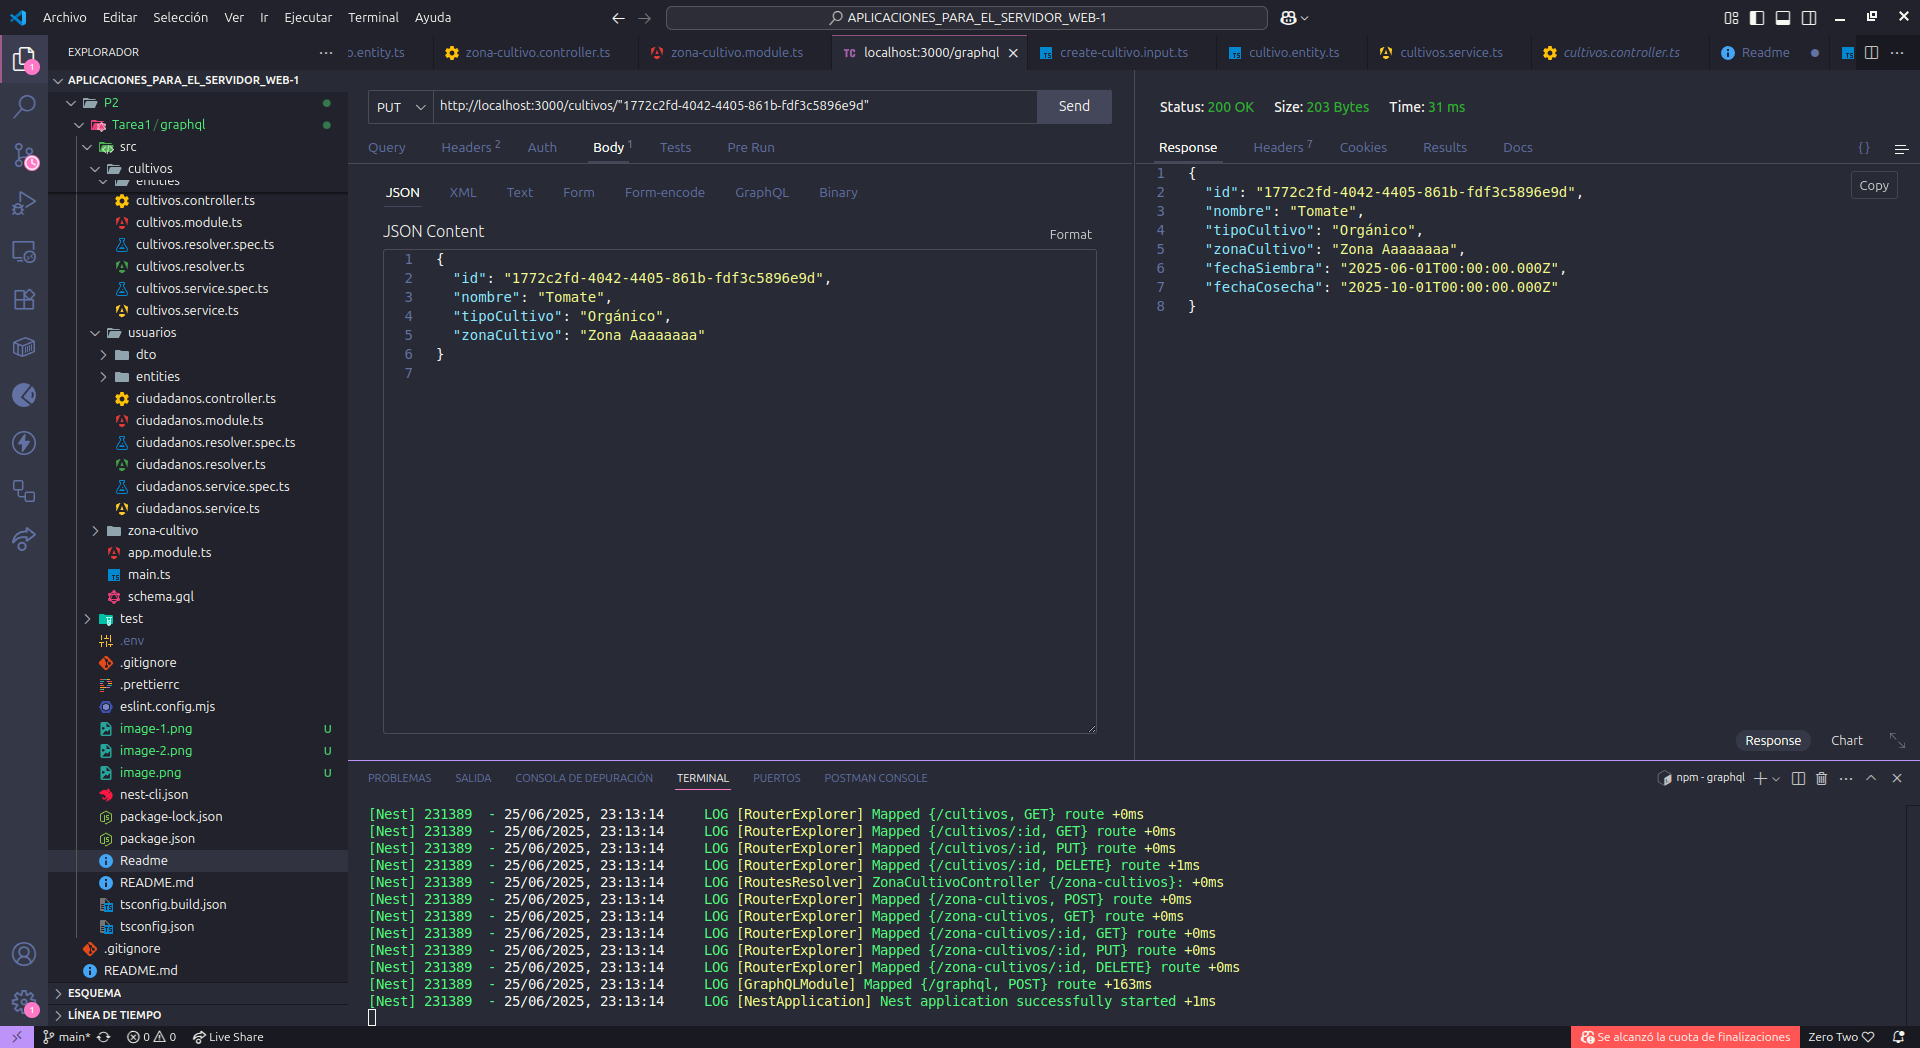 Archivo Editar Selección Ver Ir Ejecutar Terminal Ayuda
APLICACIONES_PARA_EL_SERVIDOR_WEB-1
EXPLORADOR
o.entity.ts
zona-cultivo.controller.ts
zona-cultivo.module.ts
TC localhost:3000/graphql
create-cultivo.input.ts
cultivo.entity.ts
cultivos.service.ts
cultivos.controller.ts
Readme
APLICACIONES_PARA_EL_SERVIDOR_WEB-1
P2
Tarea1 / graphql
src
cultivos
entities
cultivos.controller.ts
cultivos.module.ts
cultivos.resolver.spec.ts
cultivos.resolver.ts
cultivos.service.spec.ts
cultivos.service.ts
usuarios
dto
entities
ciudadanos.controller.ts
ciudadanos.module.ts
ciudadanos.resolver.spec.ts
ciudadanos.resolver.ts
ciudadanos.service.spec.ts
ciudadanos.service.ts
zona-cultivo
app.module.ts
main.ts
schema.gql
test
.env
.gitignore
.prettierrc
eslint.config.mjs
image-1.png U
image-2.png U
image.png U
nest-cli.json
package-lock.json
package.json
Readme
README.md
tsconfig.build.json
tsconfig.json
.gitignore
README.md
ESQUEMA
LÍNEA DE TIEMPO
PUT http://localhost:3000/cultivos/"1772c2fd-4042-4405-861b-fdf3c5896e9d" Send
Query Headers 2 Auth Body 1 Tests Pre Run
JSON XML Text Form Form-encode GraphQL Binary
JSON Content
Format
1 {
2 "id": "1772c2fd-4042-4405-861b-fdf3c5896e9d",
3 "nombre": "Tomate",
4 "tipoCultivo": "Orgánico",
5 "zonaCultivo": "Zona Aaaaaaaa"
6 }
7
Status: 200 OK Size: 203 Bytes Time: 31 ms
Response Headers 7 Cookies Results Docs {}
Copy
1 {
2 "id": "1772c2fd-4042-4405-861b-fdf3c5896e9d",
3 "nombre": "Tomate",
4 "tipoCultivo": "Orgánico",
5 "zonaCultivo": "Zona Aaaaaaaa",
6 "fechaSiembra": "2025-06-01T00:00:00.000Z",
7 "fechaCosecha": "2025-10-01T00:00:00.000Z"
8 }
Response Chart
PROBLEMAS SALIDA CONSOLA DE DEPURACIÓN TERMINAL PUERTOS POSTMAN CONSOLE
npm - graphql
[Nest] 231389 - 25/06/2025, 23:13:14 LOG [RouterExplorer] Mapped {/cultivos, GET} route +0ms
[Nest] 231389 - 25/06/2025, 23:13:14 LOG [RouterExplorer] Mapped {/cultivos/:id, GET} route +0ms
[Nest] 231389 - 25/06/2025, 23:13:14 LOG [RouterExplorer] Mapped {/cultivos/:id, PUT} route +0ms
[Nest] 231389 - 25/06/2025, 23:13:14 LOG [RouterExplorer] Mapped {/cultivos/:id, DELETE} route +1ms
[Nest] 231389 - 25/06/2025, 23:13:14 LOG [RoutesResolver] ZonaCultivoController {/zona-cultivos}: +0ms
[Nest] 231389 - 25/06/2025, 23:13:14 LOG [RouterExplorer] Mapped {/zona-cultivos, POST} route +0ms
[Nest] 231389 - 25/06/2025, 23:13:14 LOG [RouterExplorer] Mapped {/zona-cultivos, GET} route +0ms
[Nest] 231389 - 25/06/2025, 23:13:14 LOG [RouterExplorer] Mapped {/zona-cultivos/:id, GET} route +0ms
[Nest] 231389 - 25/06/2025, 23:13:14 LOG [RouterExplorer] Mapped {/zona-cultivos/:id, PUT} route +0ms
[Nest] 231389 - 25/06/2025, 23:13:14 LOG [RouterExplorer] Mapped {/zona-cultivos/:id, DELETE} route +0ms
[Nest] 231389 - 25/06/2025, 23:13:14 LOG [GraphQLModule] Mapped {/graphql, POST} route +163ms
[Nest] 231389 - 25/06/2025, 23:13:14 LOG [NestApplication] Nest application successfully started +1ms
main* 0 0 Live Share
Se alcanzó la cuota de finalizaciones Zero Two